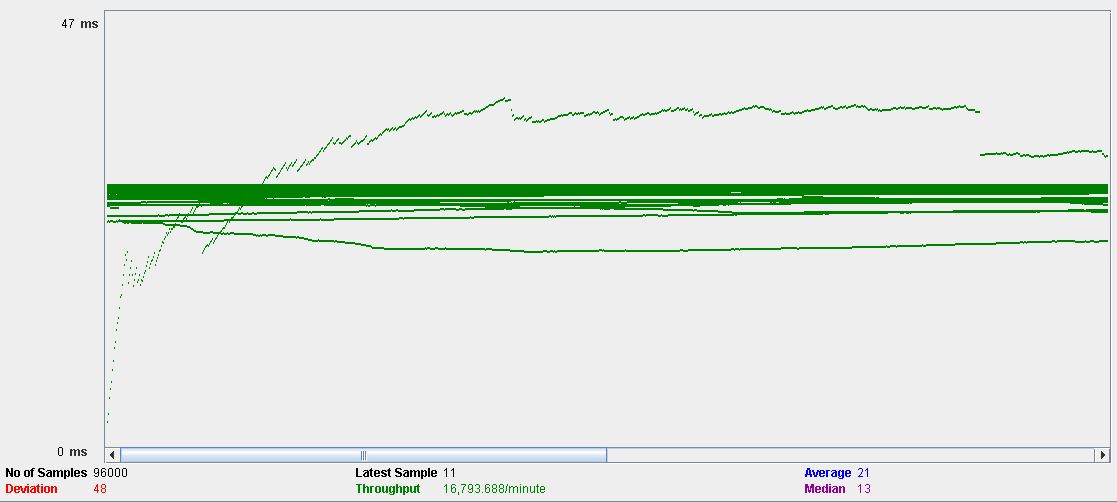 47 ms
0 ms
No of Samples 96000 Latest Sample 11 Average 21
Deviation 48 Throughput 16,793.688/minute Median 13